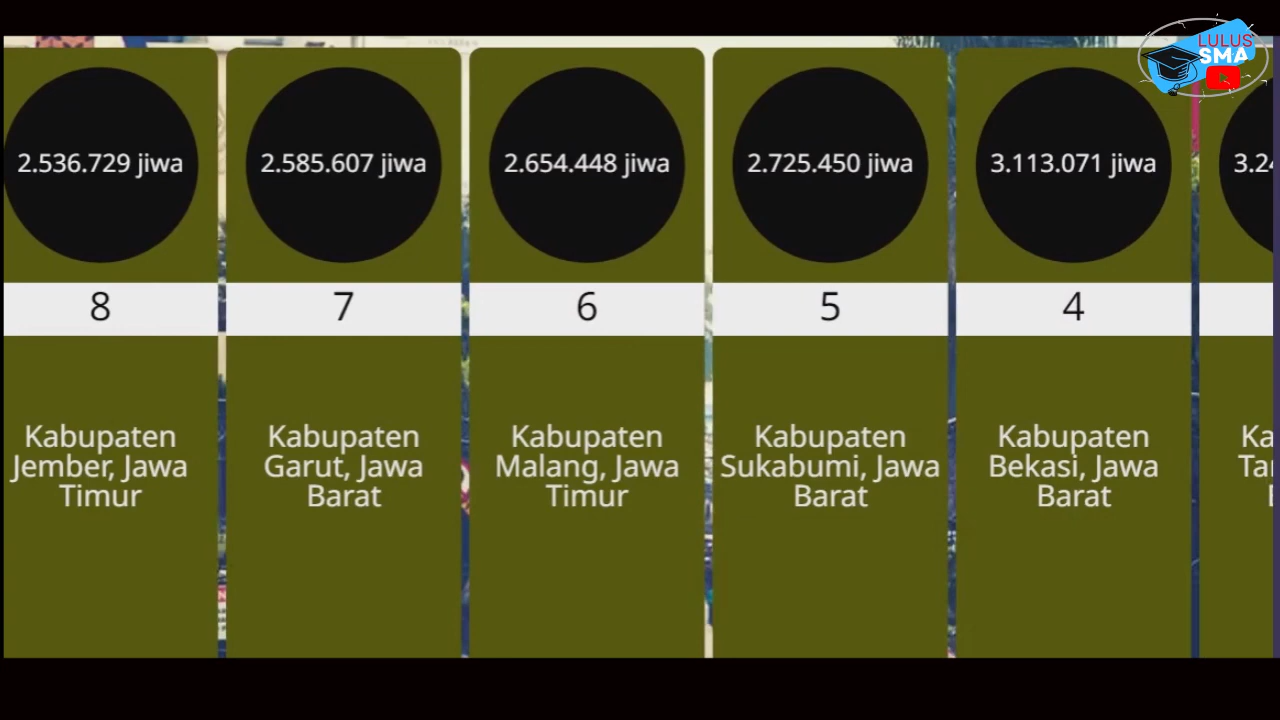 LULUS
SMA
2.536.729 jiwa
8
Kabupaten
Jember, Jawa
Timur
2.585.607 jiwa
7
Kabupaten
Garut, Jawa
Barat
2.654.448 jiwa
6
Kabupaten
Malang, Jawa
Timur
2.725.450 jiwa
5
Kabupaten
Sukabumi, Jawa
Barat
3.113.071 jiwa
4
Kabupaten
Bekasi, Jawa
Barat